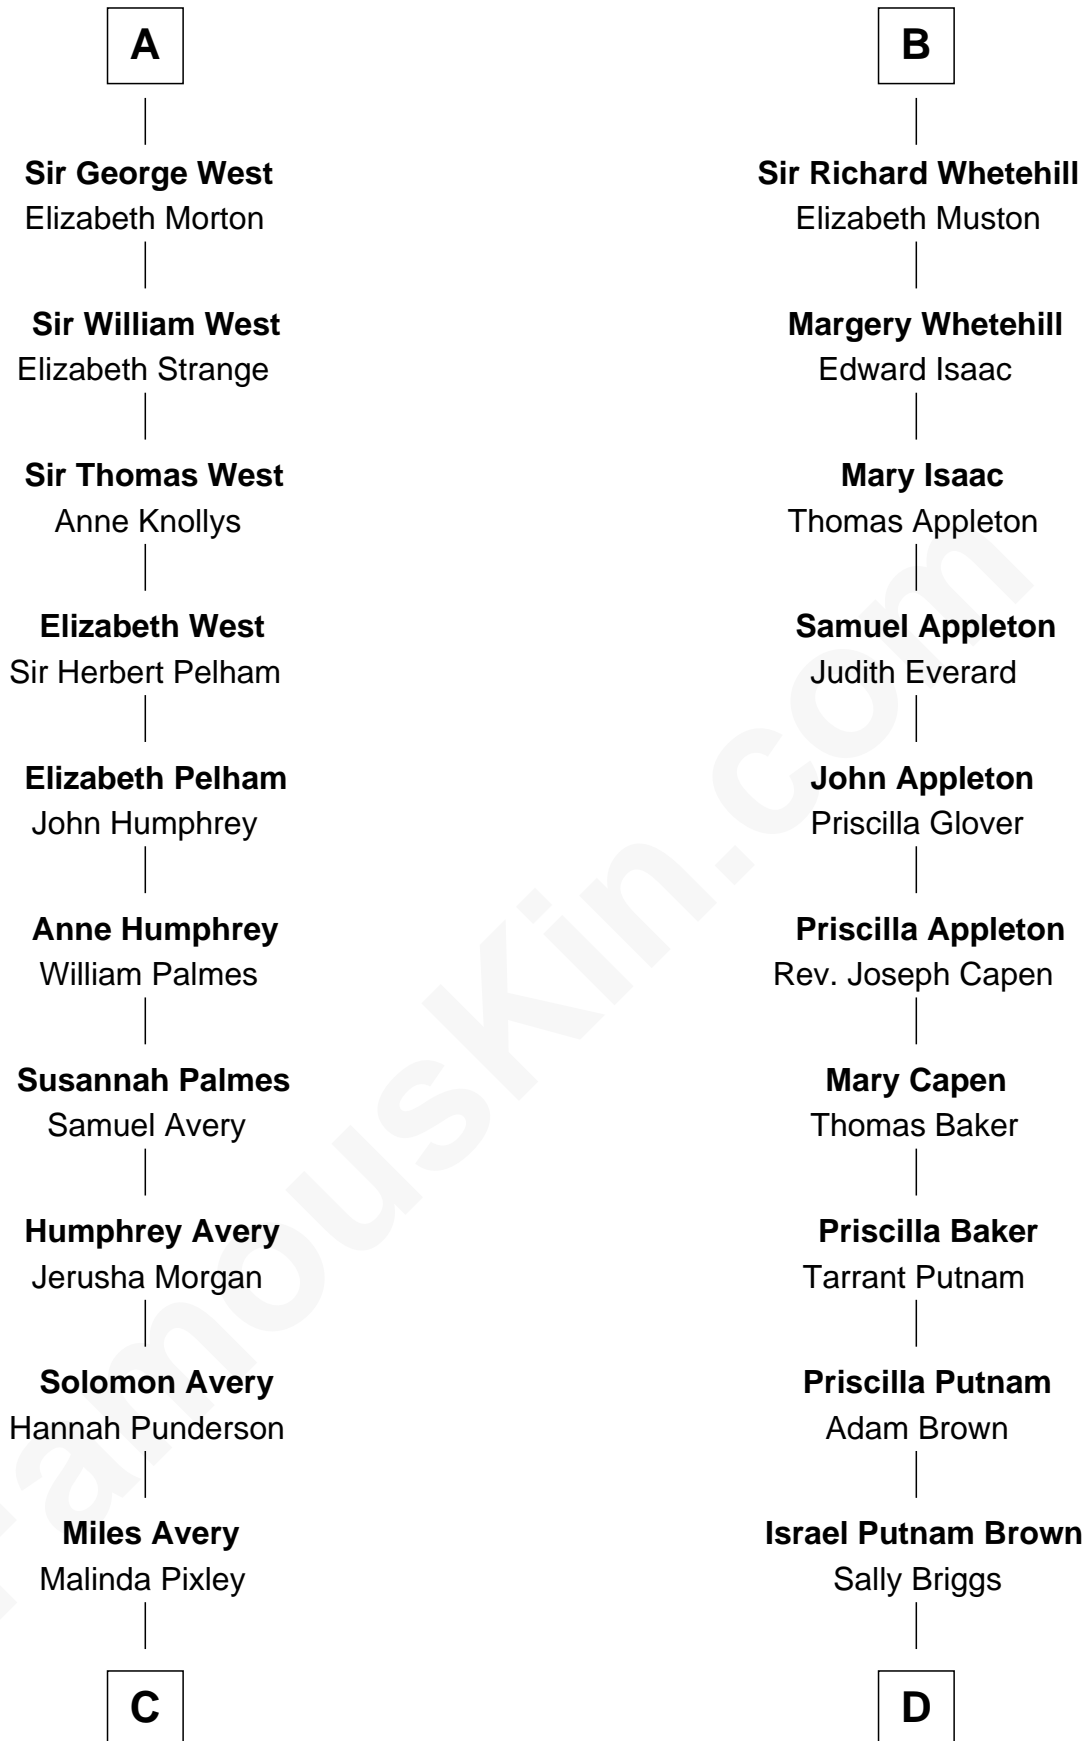 A
Sir George West
Elizabeth Morton
Sir William West
Elizabeth Strange
Sir Thomas West
Anne Knollys
Elizabeth West
Sir Herbert Pelham
Elizabeth Pelham
John Humphrey
Anne Humphrey
William Palmes
Susannah Palmes
Samuel Avery
Humphrey Avery
Jerusha Morgan
Solomon Avery
Hannah Punderson
Miles Avery
Malinda Pixley
C
B
Sir Richard Whetehill
Elizabeth Muston
Margery Whetehill
Edward Isaac
Mary Isaac
Thomas Appleton
Samuel Appleton
Judith Everard
John Appleton
Priscilla Glover
Priscilla Appleton
Rev. Joseph Capen
Mary Capen
Thomas Baker
Priscilla Baker
Tarrant Putnam
Priscilla Putnam
Adam Brown
Israel Putnam Brown
Sally Briggs
D
FamousKin.com